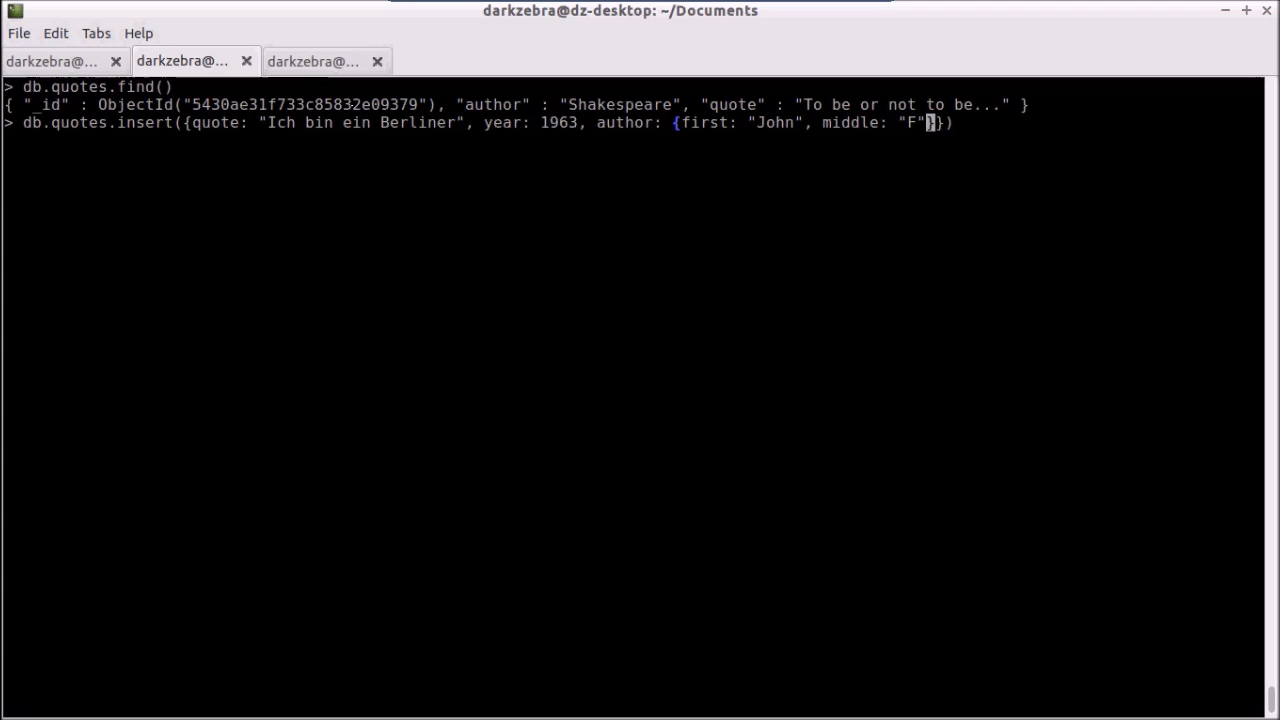 darkzebra@dz-desktop: ~/Documents
File Edit Tabs Help
darkzebra@... darkzebra@... darkzebra@...
> db.quotes.find()
{ "_id" : ObjectId("5430ae31f733c85832e09379"), "author" : "Shakespeare", "quote" : "To be or not to be..." }
> db.quotes.insert({quote: "Ich bin ein Berliner", year: 1963, author: {first: "John", middle: "F"}})